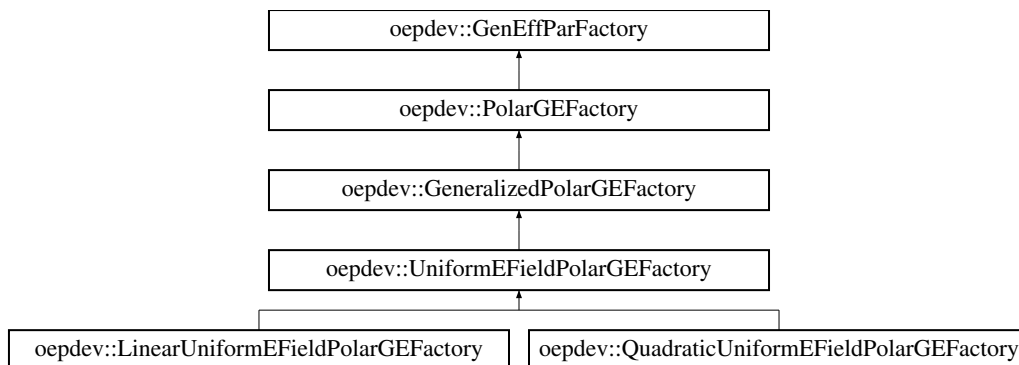 oepdev::GenEffParFactory
oepdev::PolarGEFactory
oepdev::GeneralizedPolarGEFactory
oepdev::UniformEFieldPolarGEFactory
oepdev::LinearUniformEFieldPolarGEFactory
oepdev::QuadraticUniformEFieldPolarGEFactory